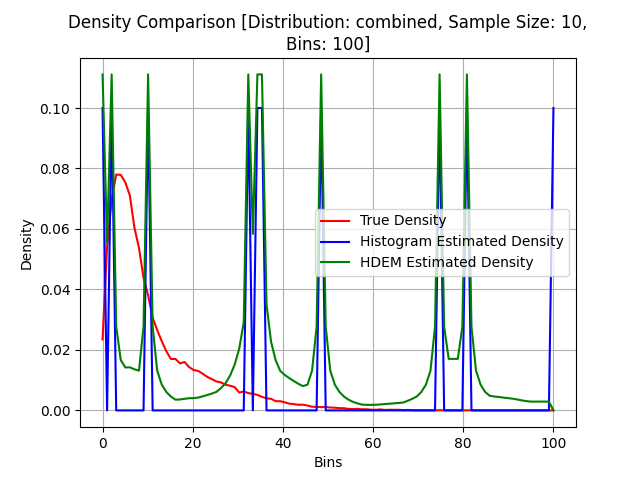 Density Comparison [Distribution: combined, Sample Size: 10,
Bins: 100]
Density
0.10
0.08
0.06
0.04
0.02
0.00
True Density
Histogram Estimated Density
HDEM Estimated Density
0 20 40 60 80 100
Bins